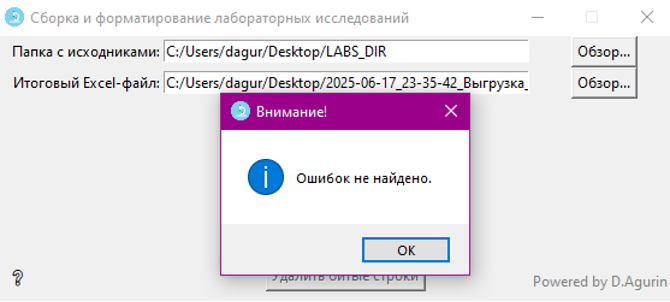 Сборка и форматирование лабораторных исследований
Папка с исходниками: C:/Users/dagur/Desktop/LABS_DIR Обзор...
Итоговый Excel-файл: C:/Users/dagur/Desktop/2025-06-17_23-35-42_Выгрузка_ Обзор...
Внимание!
Ошибок не найдено.
ОК
Удалить битые строки
? Powered by D.Agurin